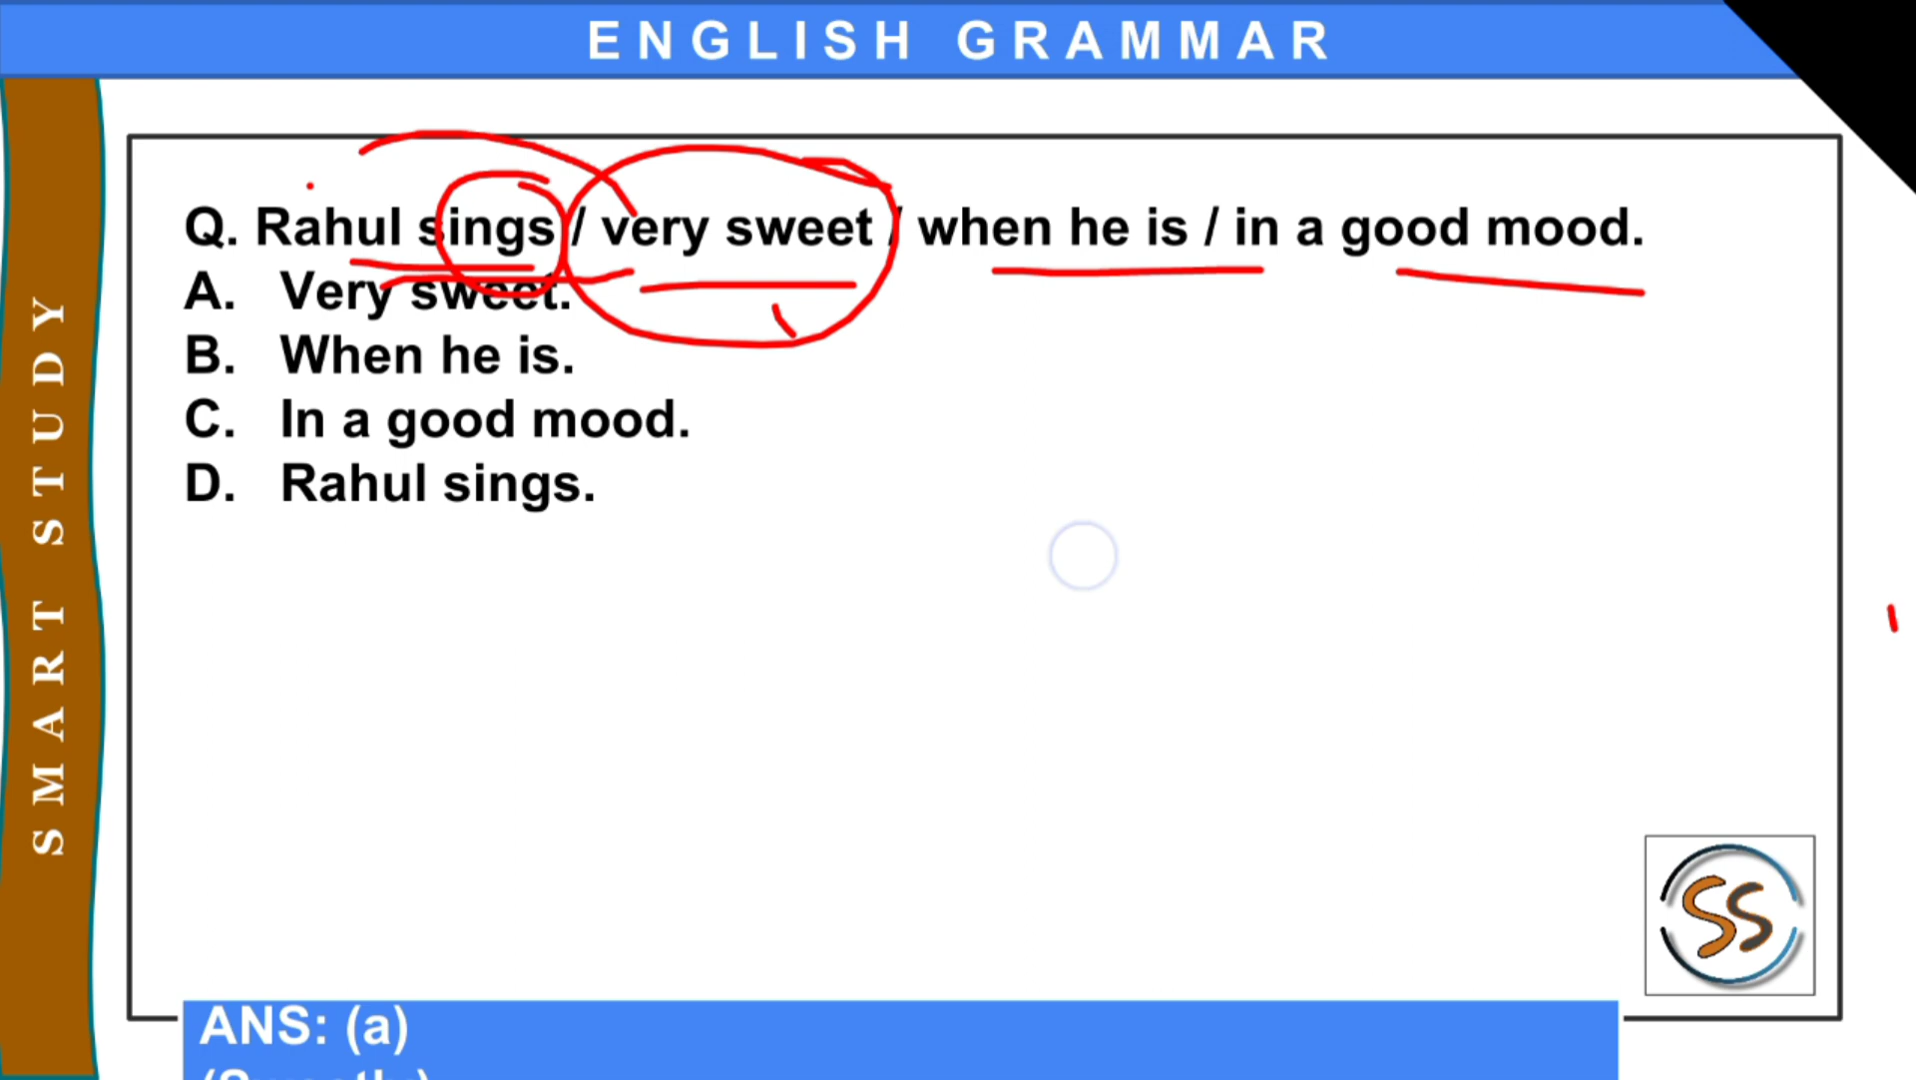 ENGLISH GRAMMAR
SMART STUDY
Q. Rahul sings / very sweet / when he is / in a good mood.
A. Very sweet.
B. When he is.
C. In a good mood.
D. Rahul sings.
SS
ANS: (a)